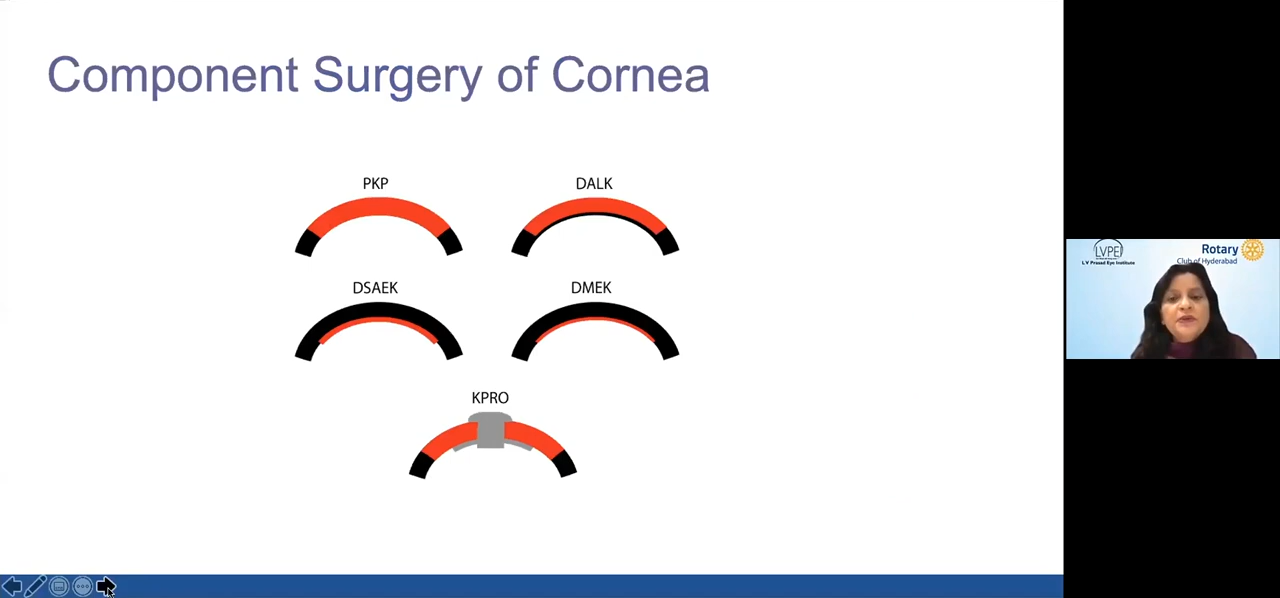 Component Surgery of Cornea
PKP
DALK
DSAEK
DMEK
KPRO
LVPEI
L V Prasad Eye Institute
Rotary
Club of Hyderabad